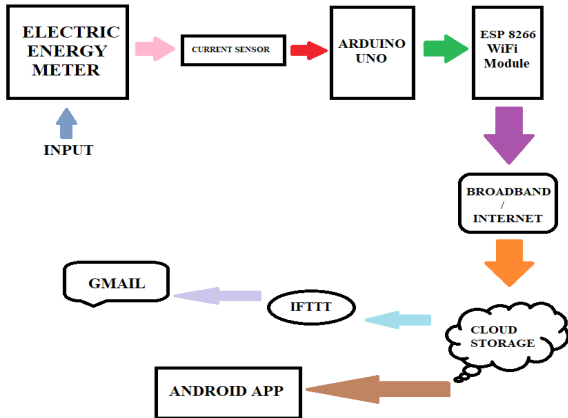 ELECTRIC
ENERGY
METER
CURRENT SENSOR
ARDUINO
UNO
ESP 8266
WiFi
Module
INPUT
BROADBAND
/
INTERNET
GMAIL
IFTTT
CLOUD
STORAGE
ANDROID APP